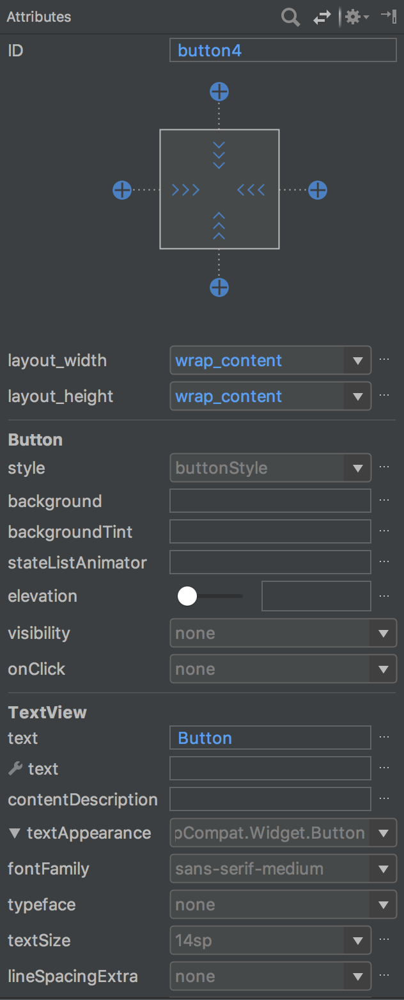 Attributes
ID button4
layout_width wrap_content
layout_height wrap_content
Button
style buttonStyle
background
backgroundTint
stateListAnimator
elevation
visibility none
onClick none
TextView
text Button
text
contentDescription
textAppearance pCompat.Widget.Button
fontFamily sans-serif-medium
typeface none
textSize 14sp
lineSpacingExtra none